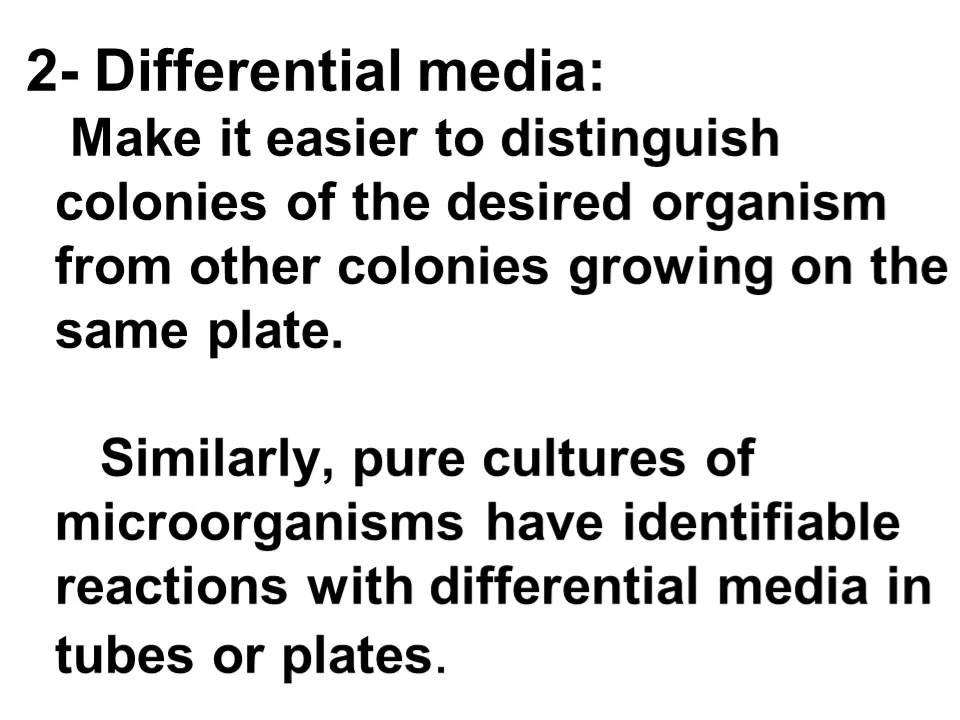 2- Differential media:
Make it easier to distinguish
colonies of the desired organism
from other colonies growing on the
same plate.
Similarly, pure cultures of
microorganisms have identifiable
reactions with differential media in
tubes or plates.